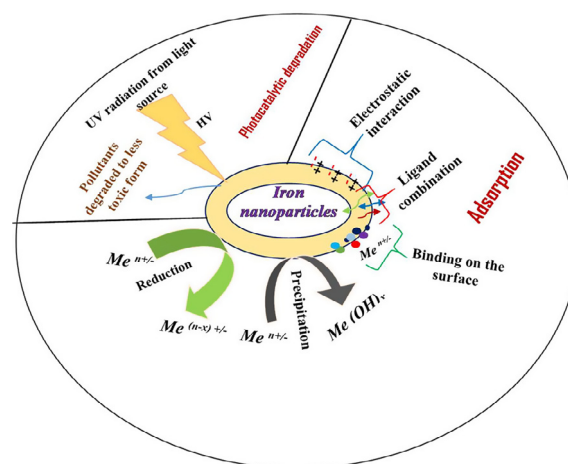 UV radiation from light
source
HV
Pollutants
degraded to less
toxic form
Photocatalytic degradation
Electrostatic
interaction
Ligand
combination
Adsorption
Iron
nanoparticles
Me n+/-
Binding on the
surface
Me n+/-
Reduction
Me (n-x) +/-
Me n+/-
Precipitation
Me (OH)x